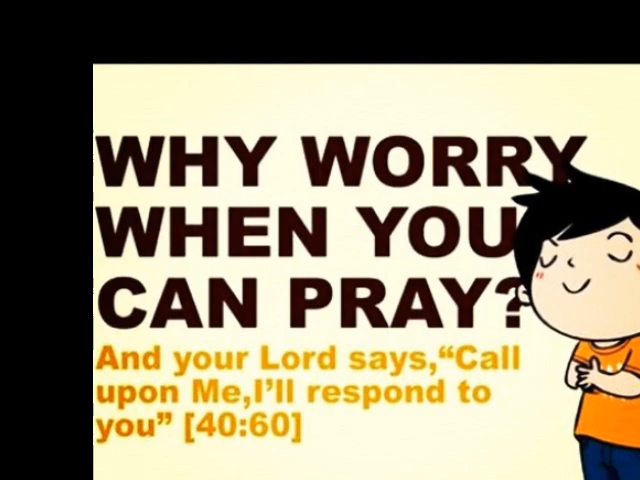 WHY WORRY
WHEN YOU
CAN PRAY?
And your Lord says,“Call
upon Me,I’ll respond to
you” [40:60]